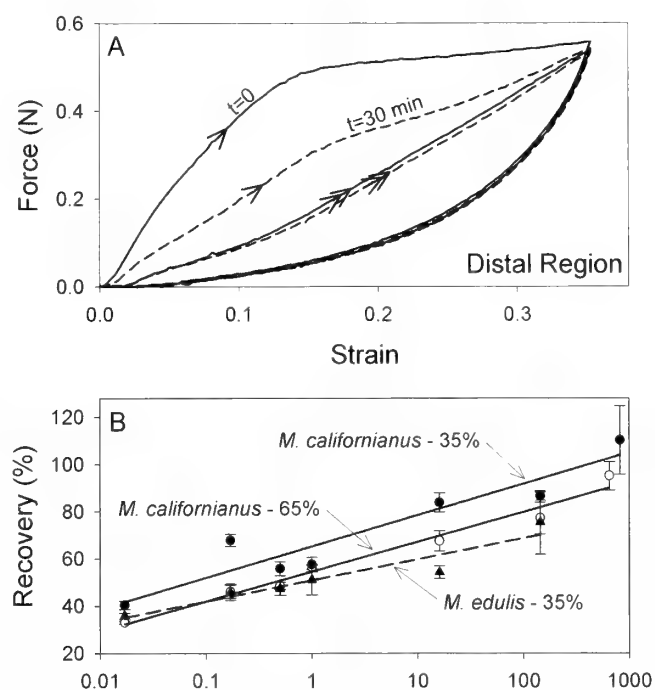 A
0.6
0.4
0.2
0.0
Force (N)
t=0
t=30 min
Distal Region
0.0 0.1 0.2 0.3
Strain
B
120
100
80
60
40
20
Recovery (%)
M. californianus - 35%
M. californianus - 65%
M. edulis - 35%
0.01 0.1 1 10 100 1000